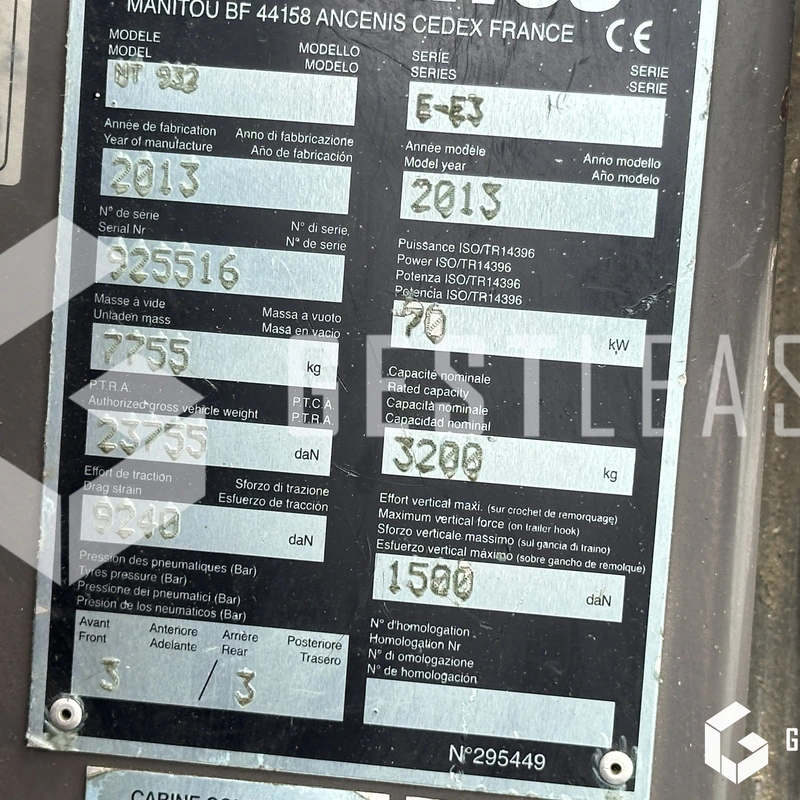 MANITOU BF 44158 ANCENIS CEDEX FRANCE CE
MODELE
MODEL
MODELLO
MODELO
932
SÉRIE
SERIES
SERIE
SERIE
E-E3
Année de fabrication
Year of manufacture
Anno di fabbricazione
Año de fabricación
2013
Année modèle
Model year
Anno modello
Año modelo
2013
N° de série
Serial Nr
N° di serie
N° de serie
925516
Puissance ISO/TR14396
Power ISO/TR14396
Potenza ISO/TR14396
Potencia ISO/TR14396
70 kW
Masse à vide
Unladen mass
Massa a vuoto
Masa en vacio
7755 kg
Capacité nominale
Rated capacity
Capacità nominale
Capacidad nominal
3200 kg
P.T.R.A.
Authorized gross vehicle weight
P.T.C.A.
P.T.R.A.
23755 daN
Effort de traction
Drag strain
Sforzo di trazione
Esfuerzo de tracción
9240 daN
Effort vertical maxi. (sur crochet de remorquage)
Maximum vertical force (on trailer hook)
Sforzo verticale massimo (sul gancia di traino)
Esfuerzo vertical máximo (sobre gancho de remolque)
1500 daN
Pression des pneumatiques (Bar)
Tyres pressure (Bar)
Pressione dei pneumatici (Bar)
Presión de los neúmaticos (Bar)
Avant
Front
Anteriore
Adelante
Arrière
Rear
Posteriore
Trasero
3 / 3
N° d'homologation
Homologation Nr
N° di omologazione
N° de homologación
N°295449
GESTLEAS
G